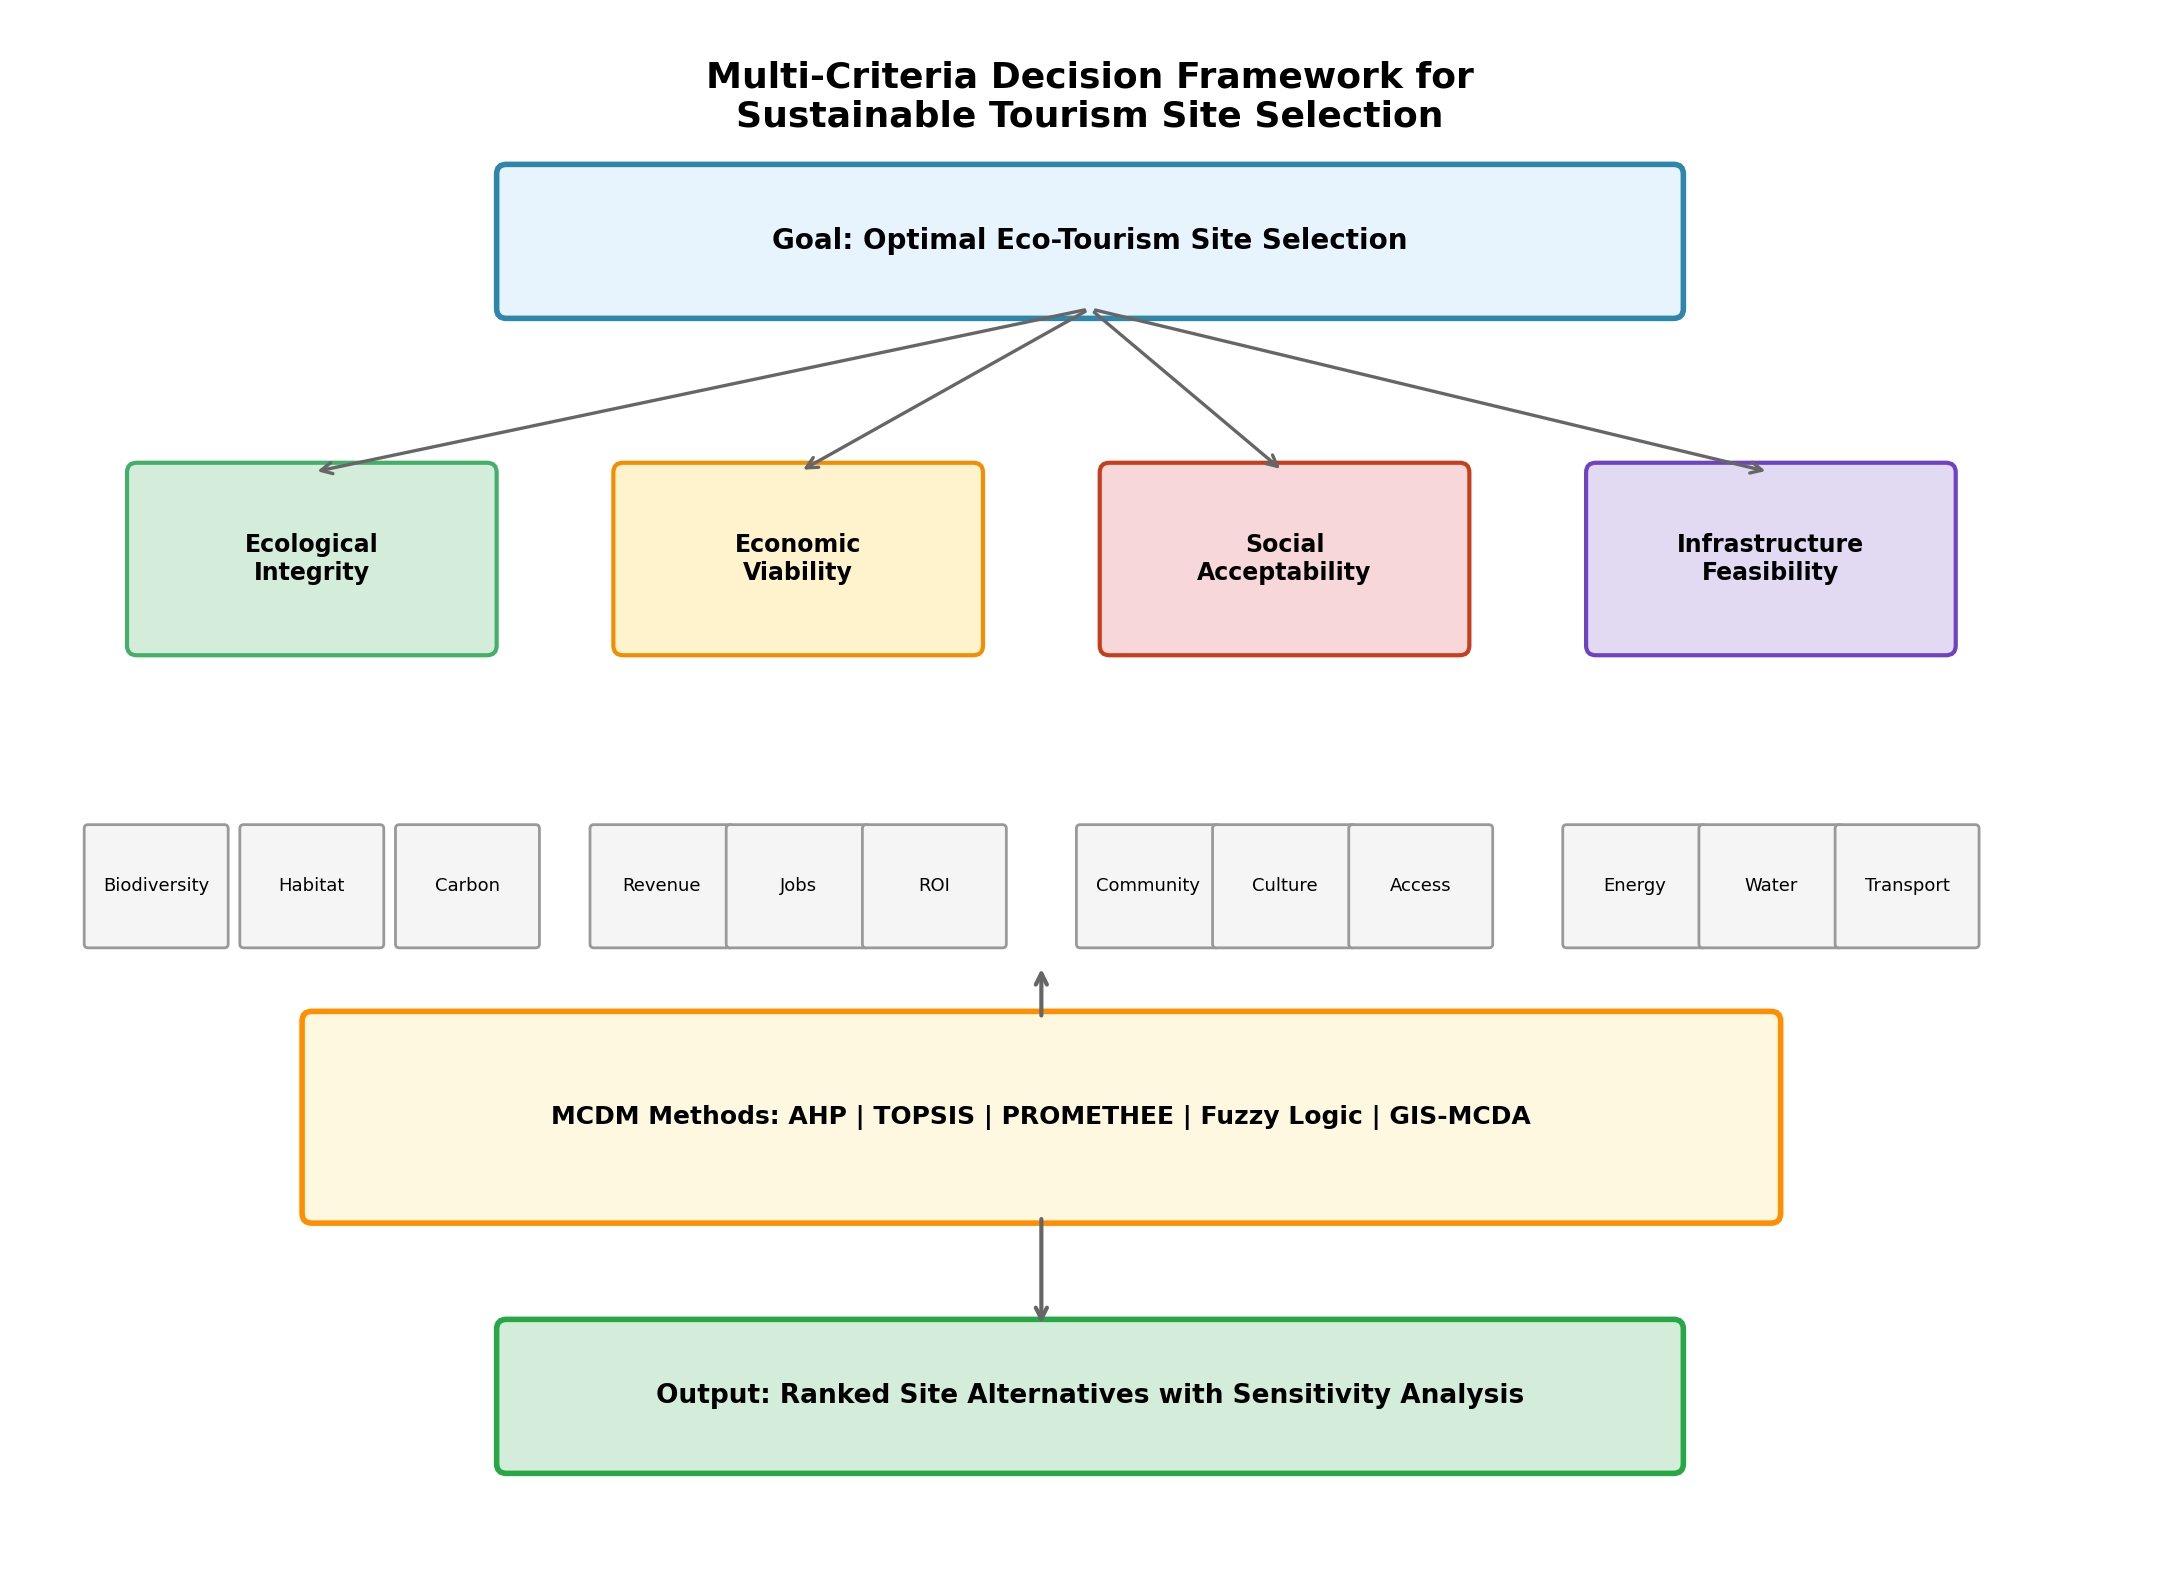 Multi-Criteria Decision Framework for
Sustainable Tourism Site Selection
Goal: Optimal Eco-Tourism Site Selection
Ecological
Integrity
Economic
Viability
Social
Acceptability
Infrastructure
Feasibility
Biodiversity
Habitat
Carbon
Revenue
Jobs
ROI
Community
Culture
Access
Energy
Water
Transport
MCDM Methods: AHP | TOPSIS | PROMETHEE | Fuzzy Logic | GIS-MCDA
Output: Ranked Site Alternatives with Sensitivity Analysis